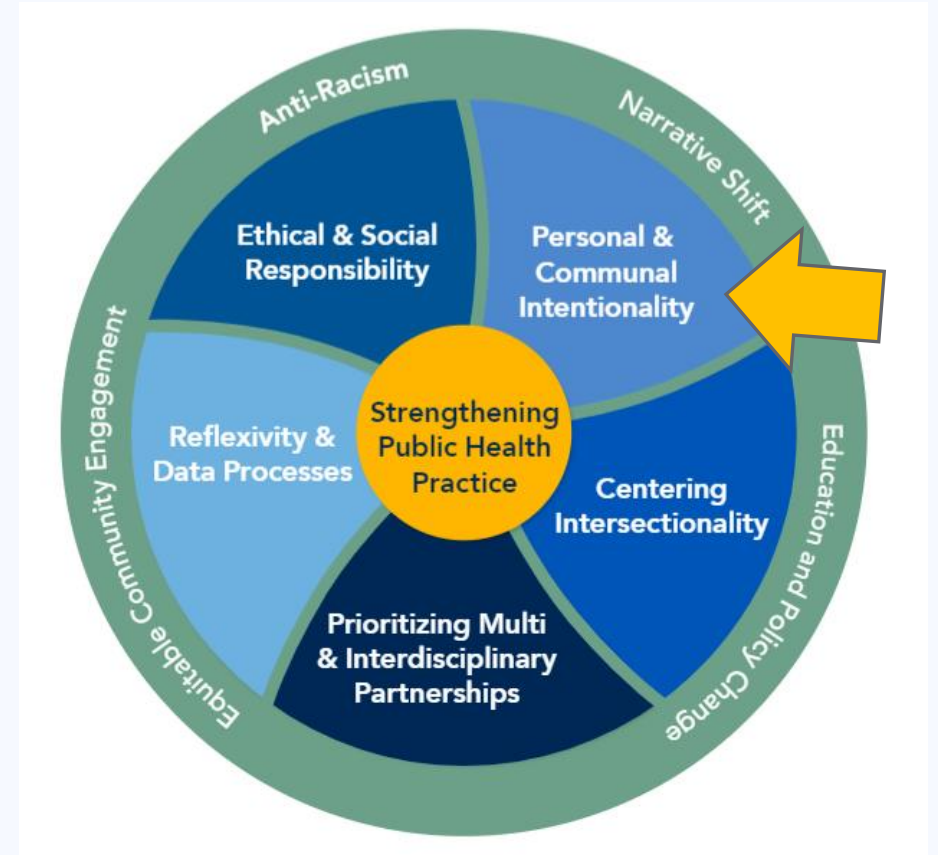 Anti-Racism
Narrative Shift
Ethical & Social
Responsibility
Personal &
Communal
Intentionality
Equitable Community Engagement
Reflexivity &
Data Processes
Strengthening
Public Health
Practice
Centering
Intersectionality
Education and Policy Change
Prioritizing Multi
& Interdisciplinary
Partnerships